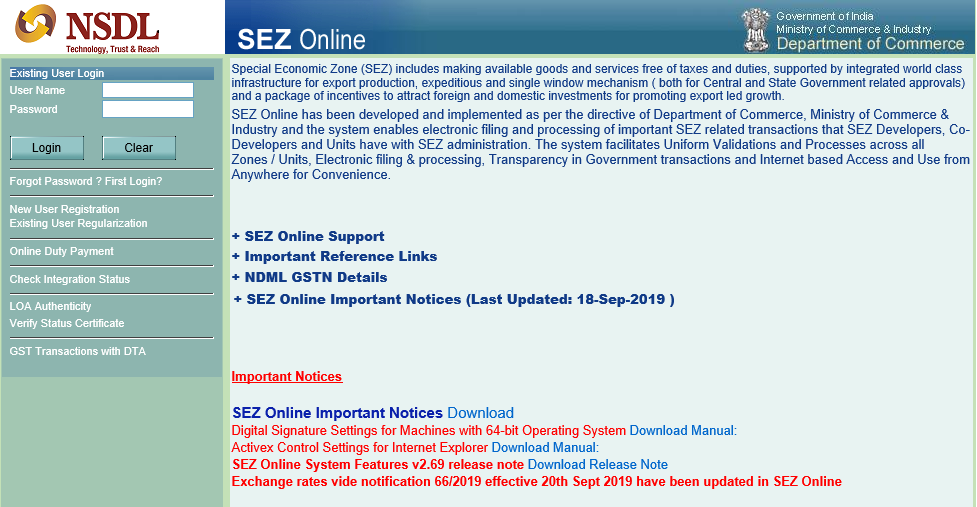 NSDL
Technology, Trust & Reach
SEZ Online
Government of India
Ministry of Commerce & Industry
Department of Commerce
Existing User Login
User Name
Password
Login Clear
Forgot Password ? First Login?
New User Registration
Existing User Regularization
Online Duty Payment
Check Integration Status
LOA Authenticity
Verify Status Certificate
GST Transactions with DTA
Special Economic Zone (SEZ) includes making available goods and services free of taxes and duties, supported by integrated world class
infrastructure for export production, expeditious and single window mechanism ( both for Central and State Government related approvals)
and a package of incentives to attract foreign and domestic investments for promoting export led growth.
SEZ Online has been developed and implemented as per the directive of Department of Commerce, Ministry of Commerce &
Industry and the system enables electronic filing and processing of important SEZ related transactions that SEZ Developers, Co-
Developers and Units have with SEZ administration. The system facilitates Uniform Validations and Processes across all
Zones / Units, Electronic filing & processing, Transparency in Government transactions and Internet based Access and Use from
Anywhere for Convenience.
+ SEZ Online Support
+ Important Reference Links
+ NDML GSTN Details
+ SEZ Online Important Notices (Last Updated: 18-Sep-2019 )
Important Notices
SEZ Online Important Notices Download
Digital Signature Settings for Machines with 64-bit Operating System Download Manual:
Activex Control Settings for Internet Explorer Download Manual:
SEZ Online System Features v2.69 release note Download Release Note
Exchange rates vide notification 66/2019 effective 20th Sept 2019 have been updated in SEZ Online